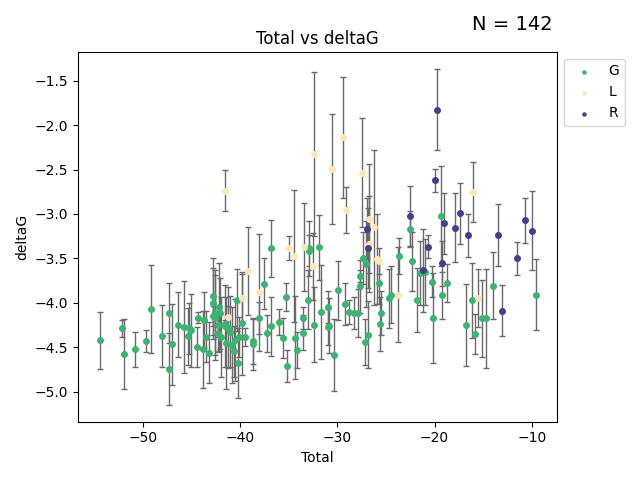 N = 142
Total vs deltaG
G
L
R
−1.5
−2.0
−2.5
−3.0
−3.5
−4.0
−4.5
−5.0
deltaG
−50 −40 −30 −20 −10
Total